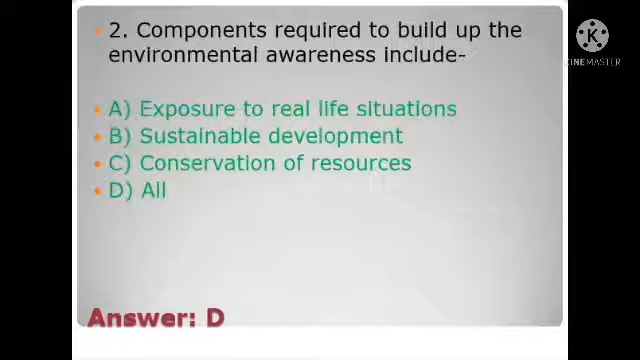 2. Components required to build up the
environmental awareness include-
A) Exposure to real life situations
B) Sustainable development
C) Conservation of resources
D) All
Answer: D
K
KINEMASTER